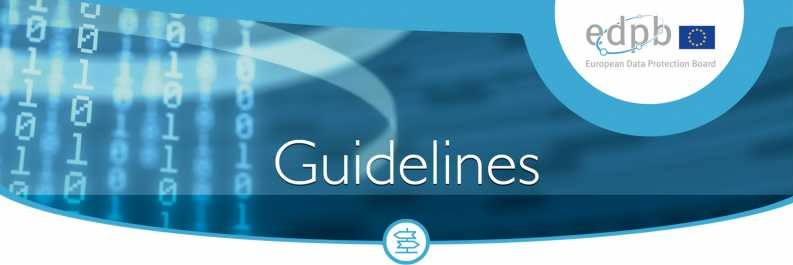 edpb
European Data Protection Board
Guidelines